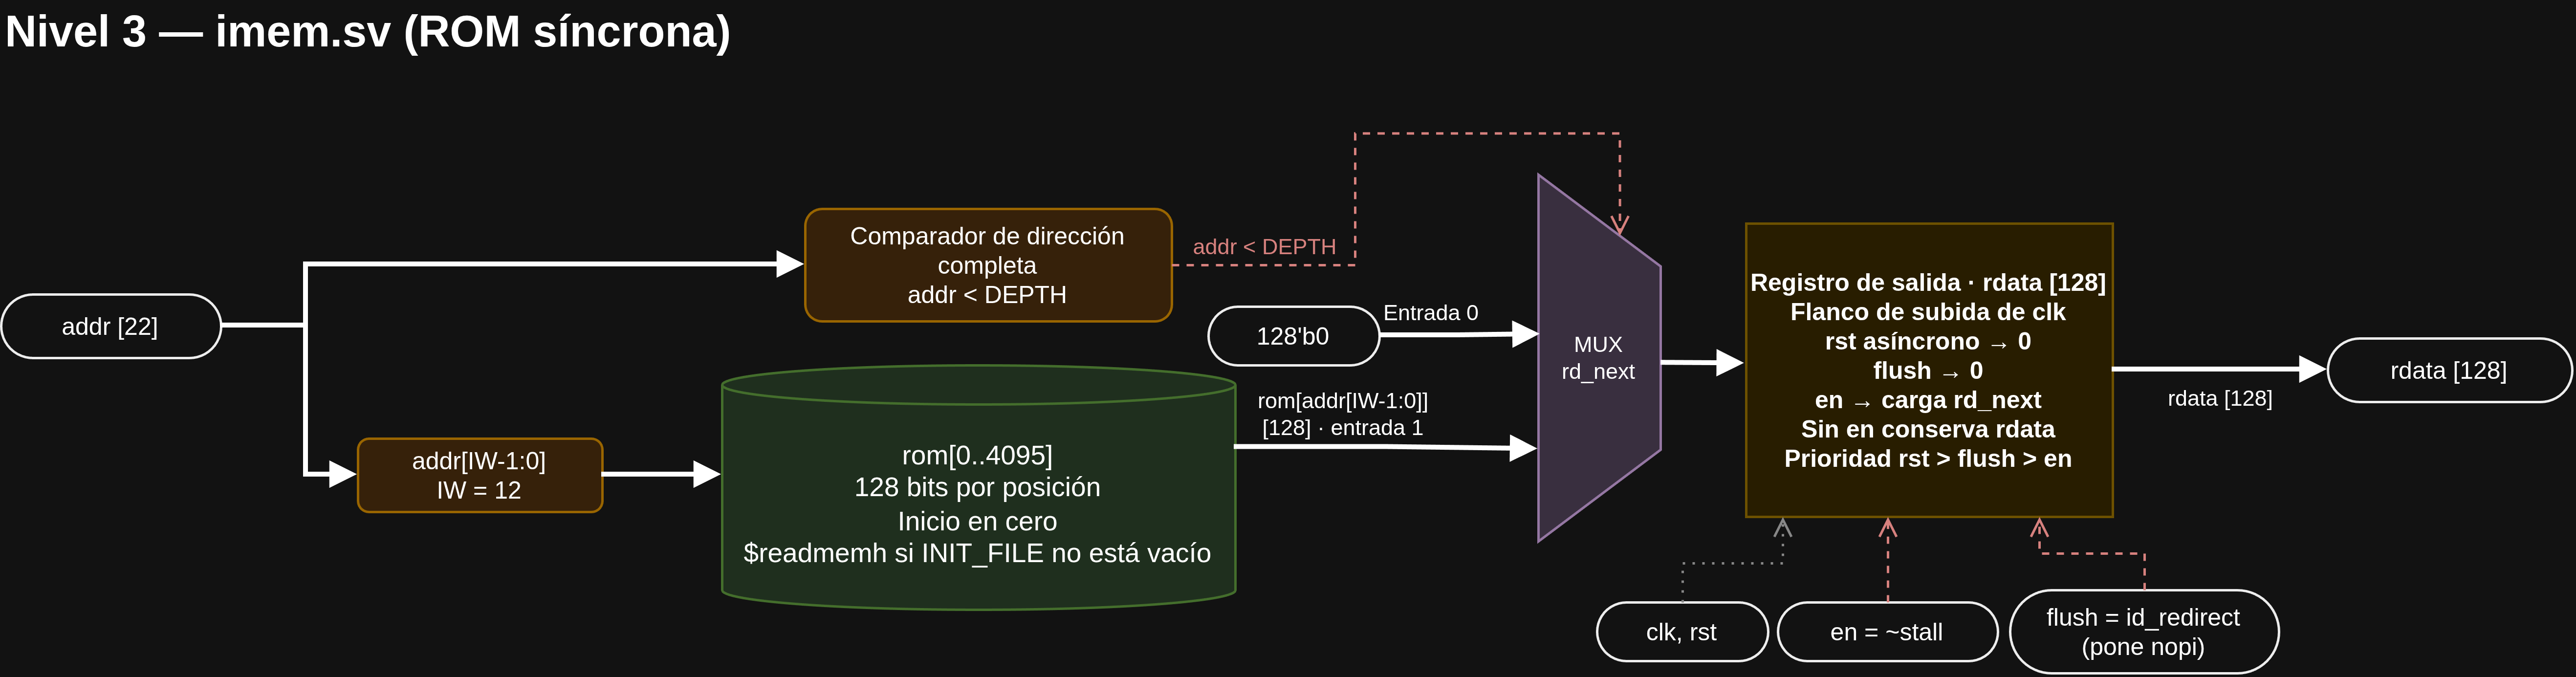 Nivel 3 — imem.sv (ROM síncrona)
addr [22]
Comparador de dirección
completa
addr < DEPTH
addr < DEPTH
addr[IW-1:0]
IW = 12
rom[0..4095]
128 bits por posición
Inicio en cero
$readmemh si INIT_FILE no está vacío
128'b0
Entrada 0
rom[addr[IW-1:0]]
[128] · entrada 1
MUX
rd_next
Registro de salida · rdata [128]
Flanco de subida de clk
rst asíncrono → 0
flush → 0
en → carga rd_next
Sin en conserva rdata
Prioridad rst > flush > en
rdata [128]
rdata [128]
clk, rst
en = ~stall
flush = id_redirect
(pone nopi)